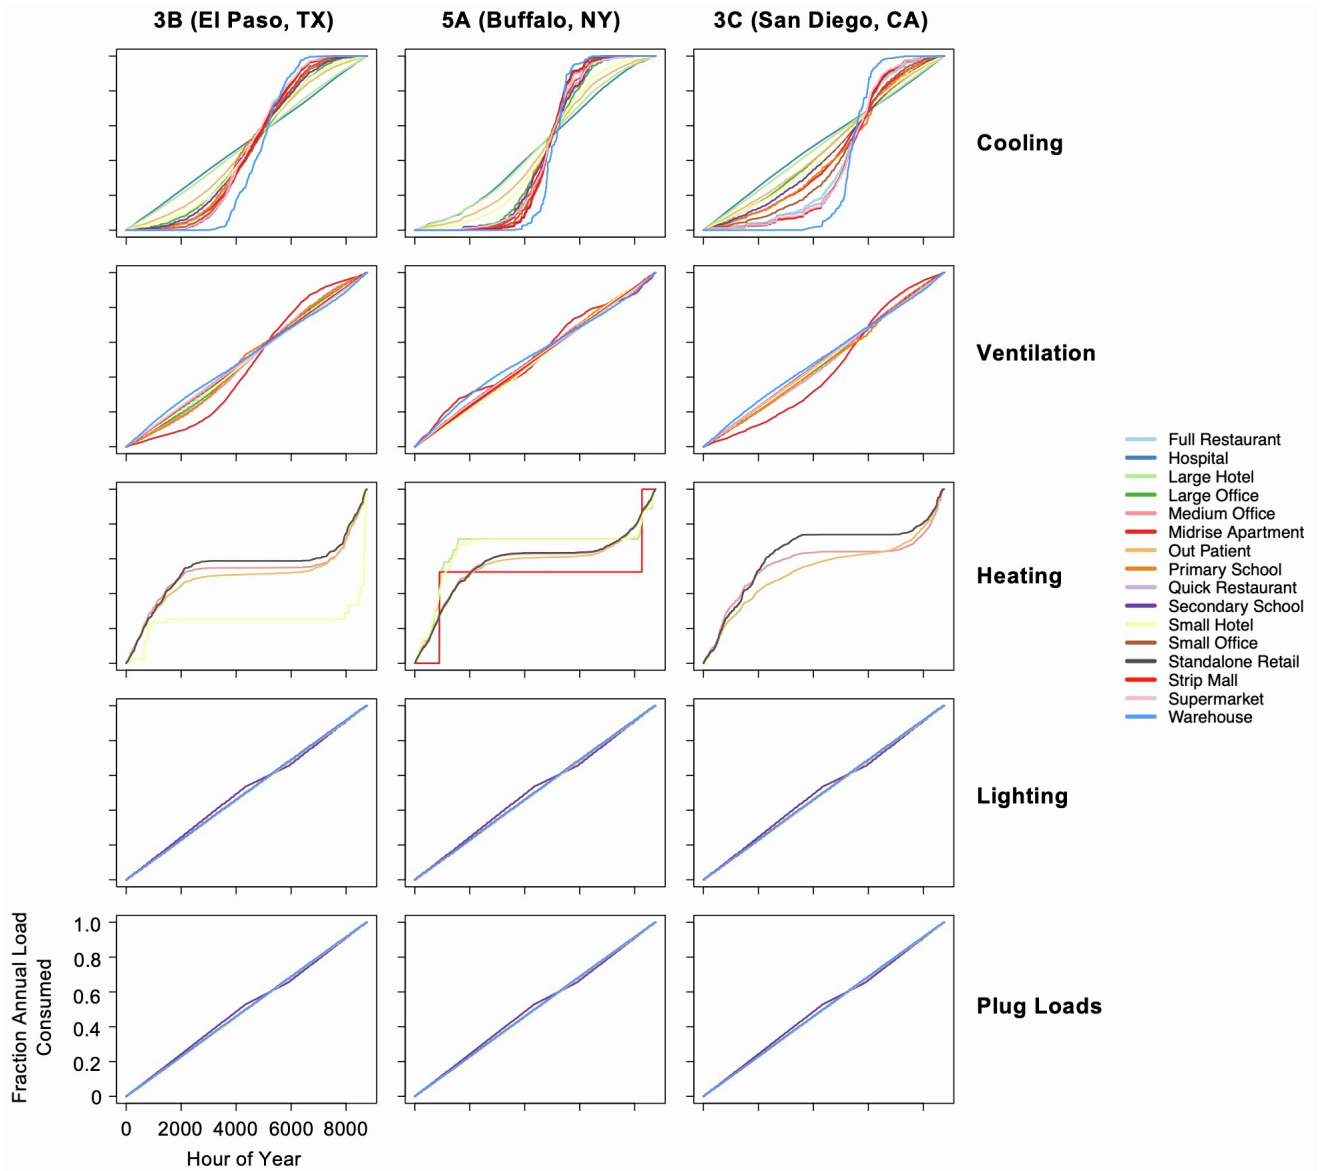 3B (El Paso, TX)
5A (Buffalo, NY)
3C (San Diego, CA)
Cooling
Ventilation
Heating
Lighting
Plug Loads
Full Restaurant
Hospital
Large Hotel
Large Office
Medium Office
Midrise Apartment
Out Patient
Primary School
Quick Restaurant
Secondary School
Small Hotel
Small Office
Standalone Retail
Strip Mall
Supermarket
Warehouse
Fraction Annual Load
Consumed
1.0
0.8
0.6
0.4
0.2
0
0 2000 4000 6000 8000
Hour of Year